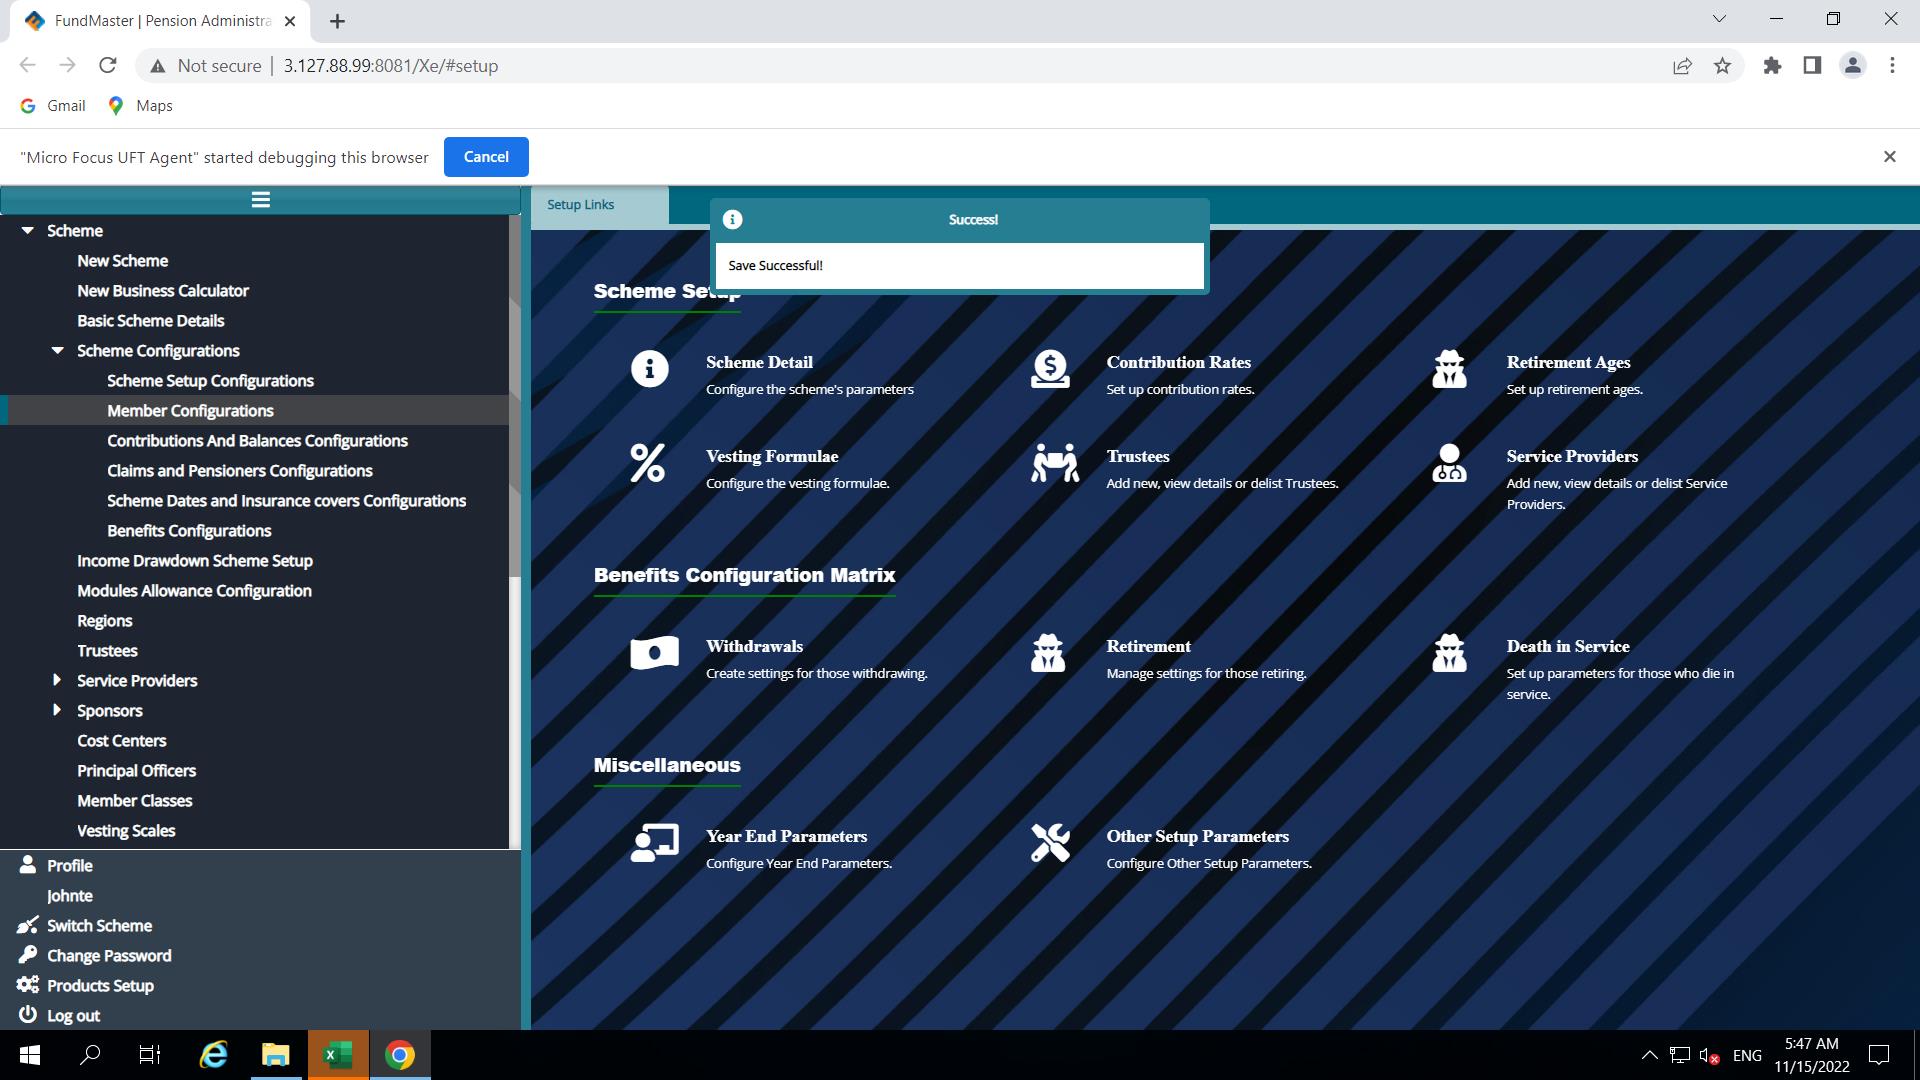 FundMaster | Pension Administra
Not secure | 3.127.88.99:8081/Xe/#setup
Gmail Maps
"Micro Focus UFT Agent" started debugging this browser Cancel
Scheme
New Scheme
New Business Calculator
Basic Scheme Details
Scheme Configurations
Scheme Setup Configurations
Member Configurations
Contributions And Balances Configurations
Claims and Pensioners Configurations
Scheme Dates and Insurance covers Configurations
Benefits Configurations
Income Drawdown Scheme Setup
Modules Allowance Configuration
Regions
Trustees
Service Providers
Sponsors
Cost Centers
Principal Officers
Member Classes
Vesting Scales
Profile
Johnte
Switch Scheme
Change Password
Products Setup
Log out
Setup Links
Success!
Save Successful!
Scheme Setup
Scheme Detail
Configure the scheme's parameters
Contribution Rates
Set up contribution rates.
Retirement Ages
Set up retirement ages.
Vesting Formulae
Configure the vesting formulae.
Trustees
Add new, view details or delist Trustees.
Service Providers
Add new, view details or delist Service
Providers.
Benefits Configuration Matrix
Withdrawals
Create settings for those withdrawing.
Retirement
Manage settings for those retiring.
Death in Service
Set up parameters for those who die in
service.
Miscellaneous
Year End Parameters
Configure Year End Parameters.
Other Setup Parameters
Configure Other Setup Parameters.
ENG
5:47 AM
11/15/2022